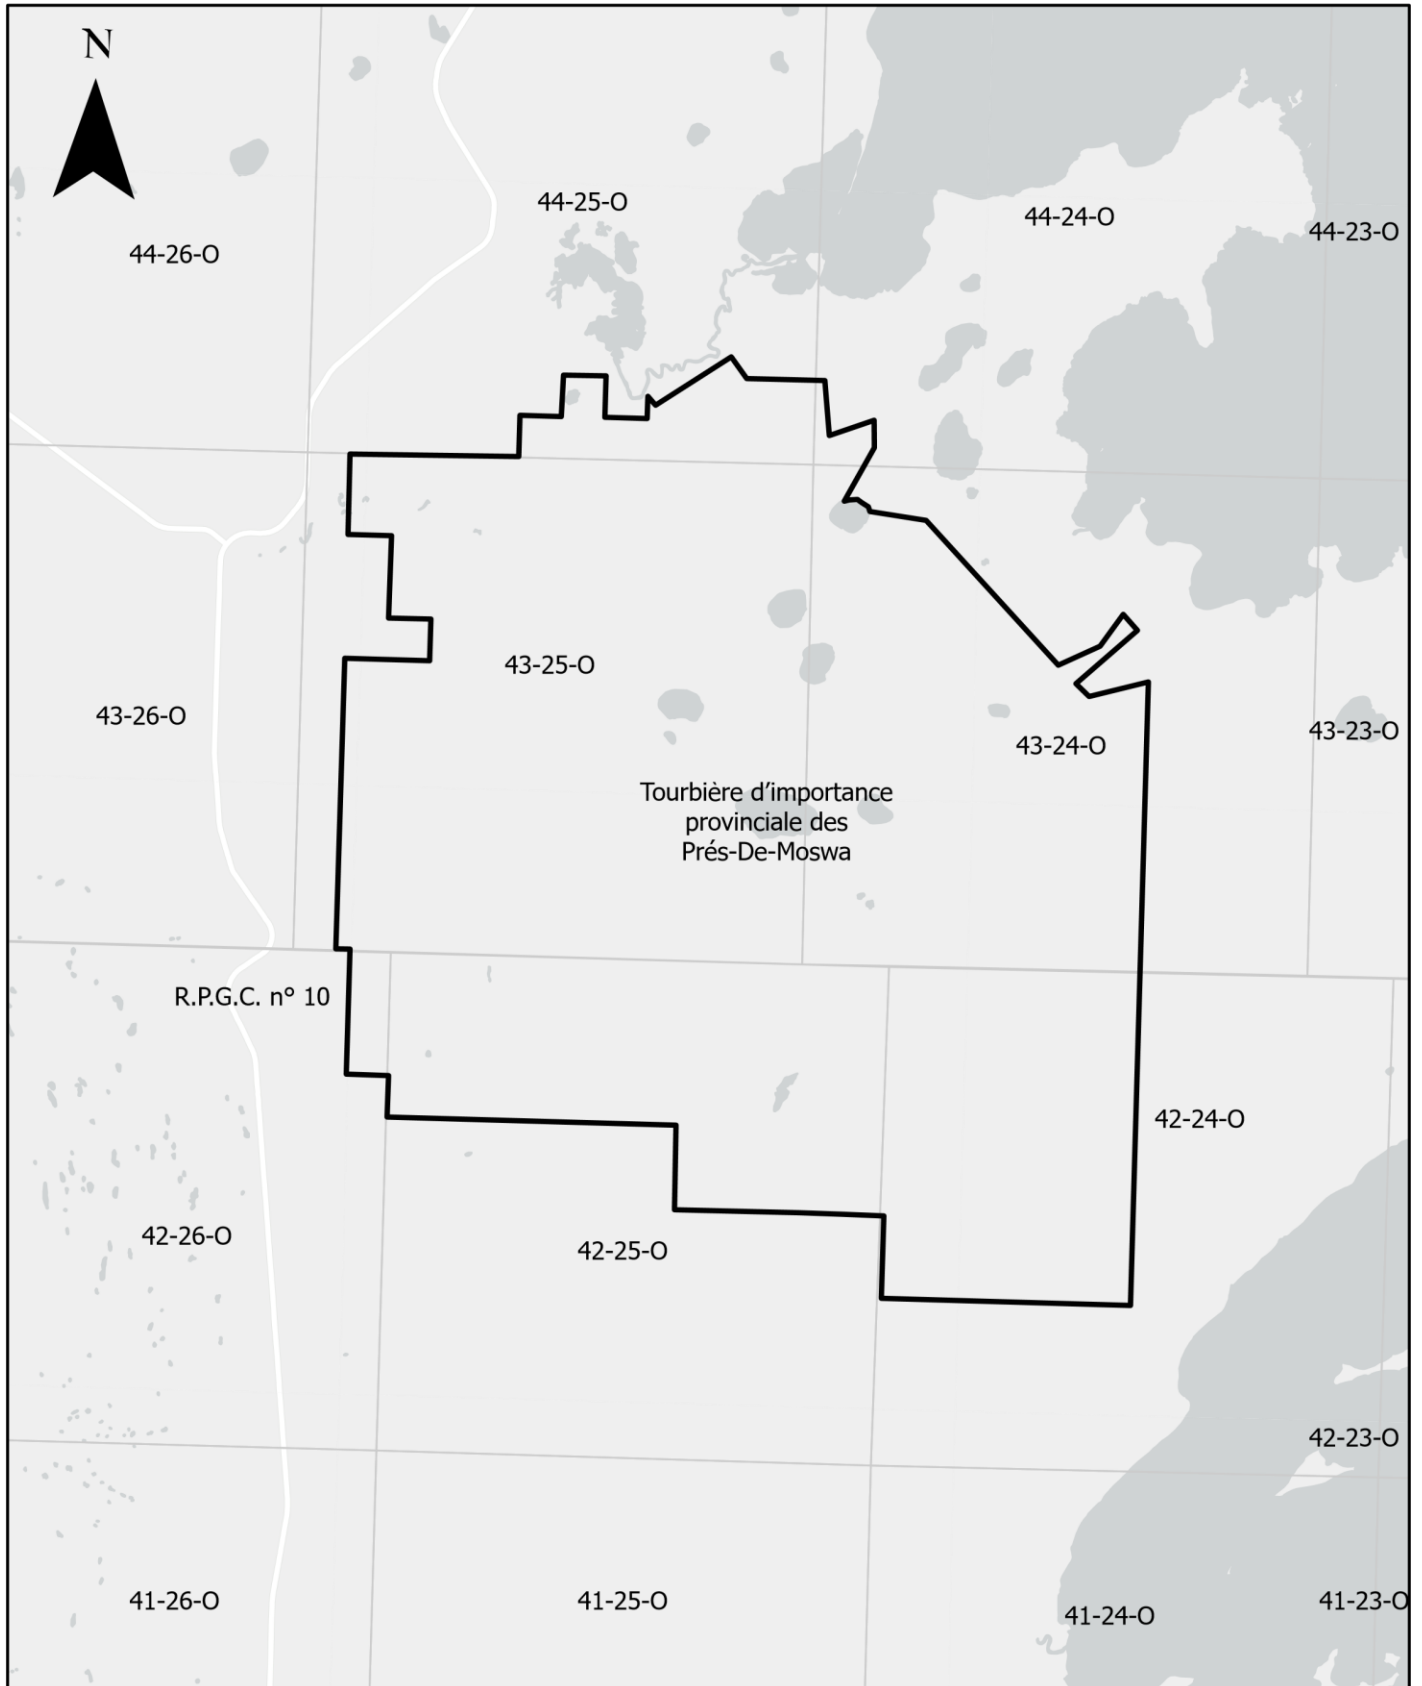 N
44-25-O
44-24-O
44-23-O
44-26-O
43-25-O
43-26-O
43-24-O
43-23-O
Tourbière d'importance
provinciale des
Prés-De-Moswa
R.P.G.C. n° 10
42-24-O
42-26-O
42-25-O
42-23-O
41-26-O
41-25-O
41-24-O
41-23-O